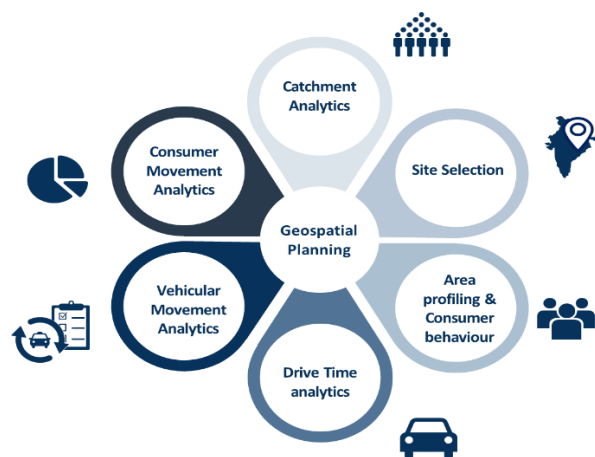 Catchment
Analytics
Consumer
Movement
Analytics
Site Selection
Geospatial
Planning
Vehicular
Movement
Analytics
Area
profiling &
Consumer
behaviour
Drive Time
analytics